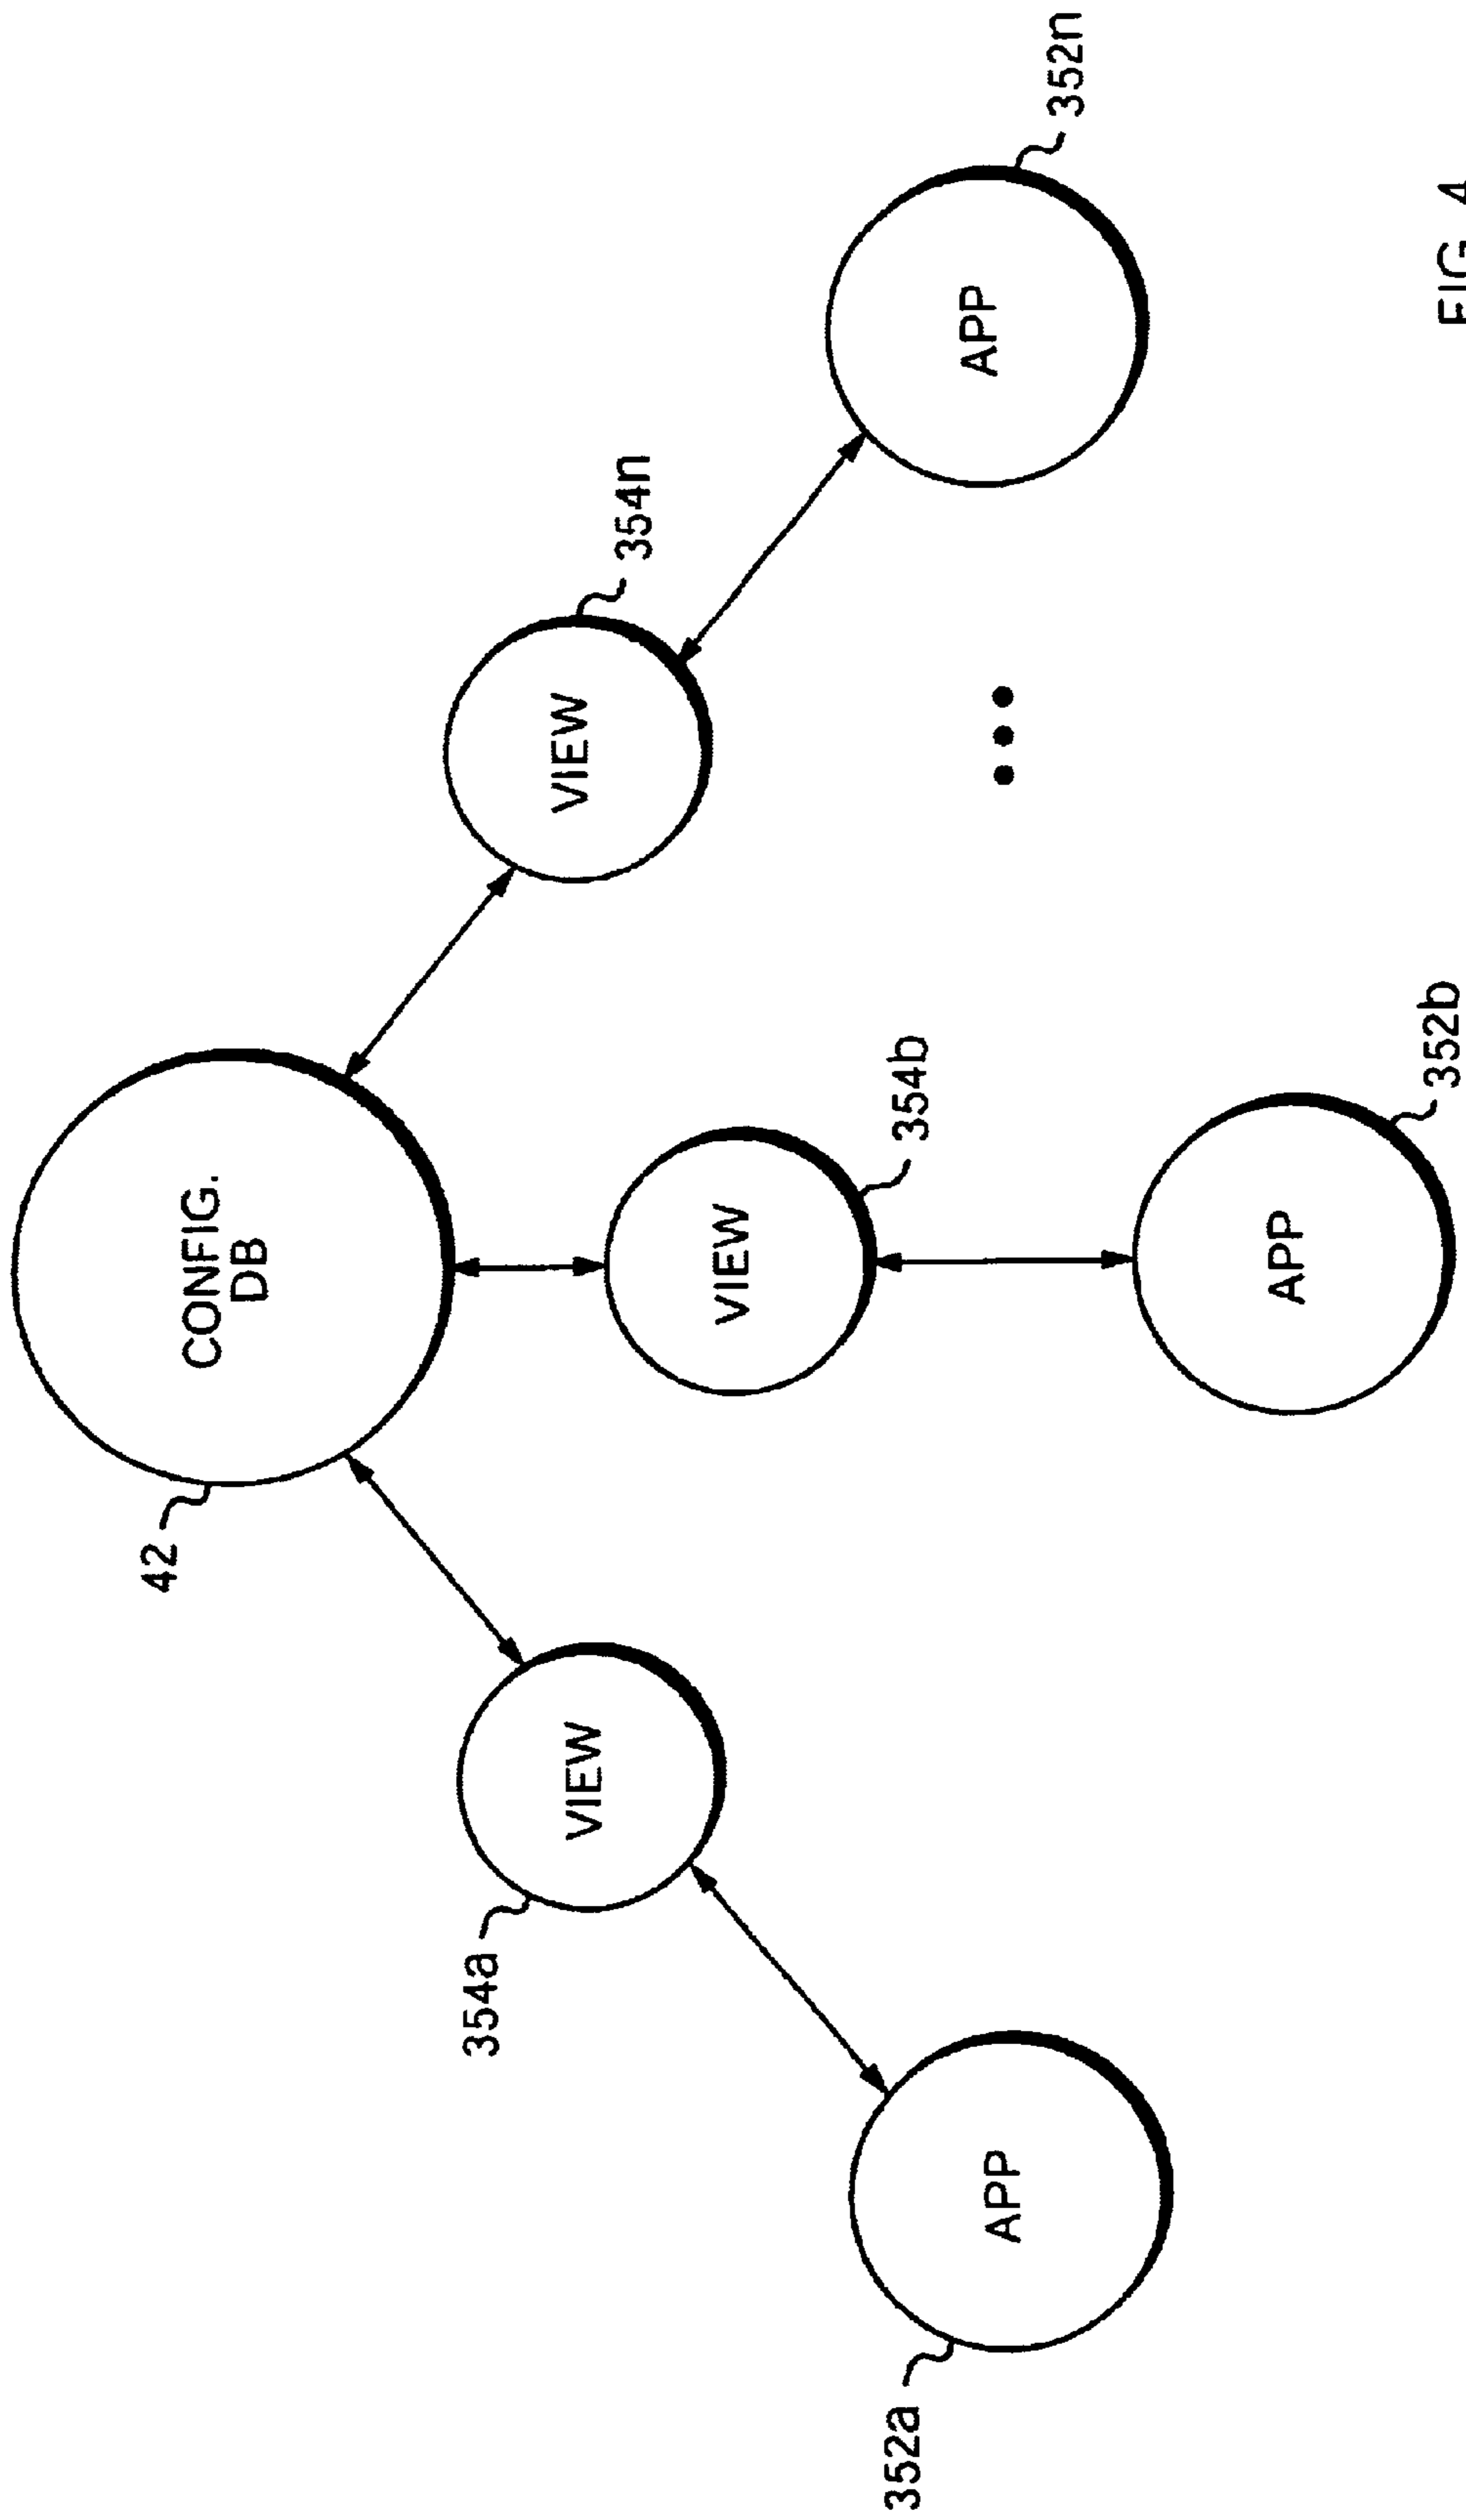 42
CONFIG.
DB
354a
VIEW
VIEW
354b
VIEW
354n
352a
APP
APP
352b
APP
352n
FIG. 4